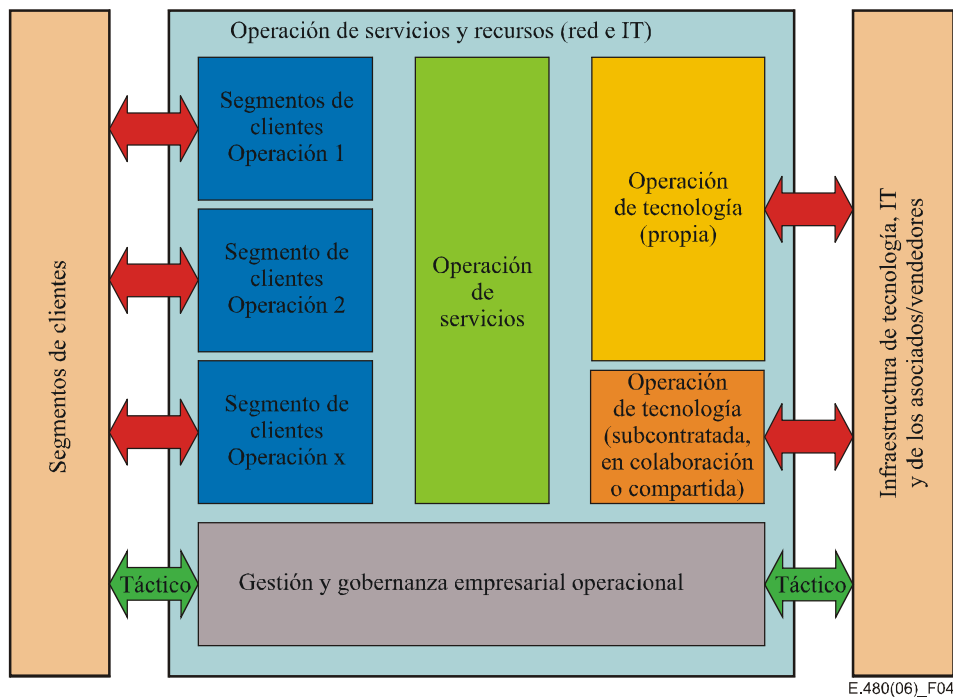 Operación de servicios y recursos (red e IT)
Segmentos de clientes
Segmentos de
clientes
Operación 1
Segmento de
clientes
Operación 2
Segmento de
clientes
Operación x
Operación
de
servicios
Operación
de tecnología
(propia)
Operación
de tecnología
(subcontratada,
en colaboración
o compartida)
Infraestructura de tecnología, IT
y de los asociados/vendedores
Táctico
Gestión y gobernanza empresarial operacional
Táctico
E.480(06)_F04